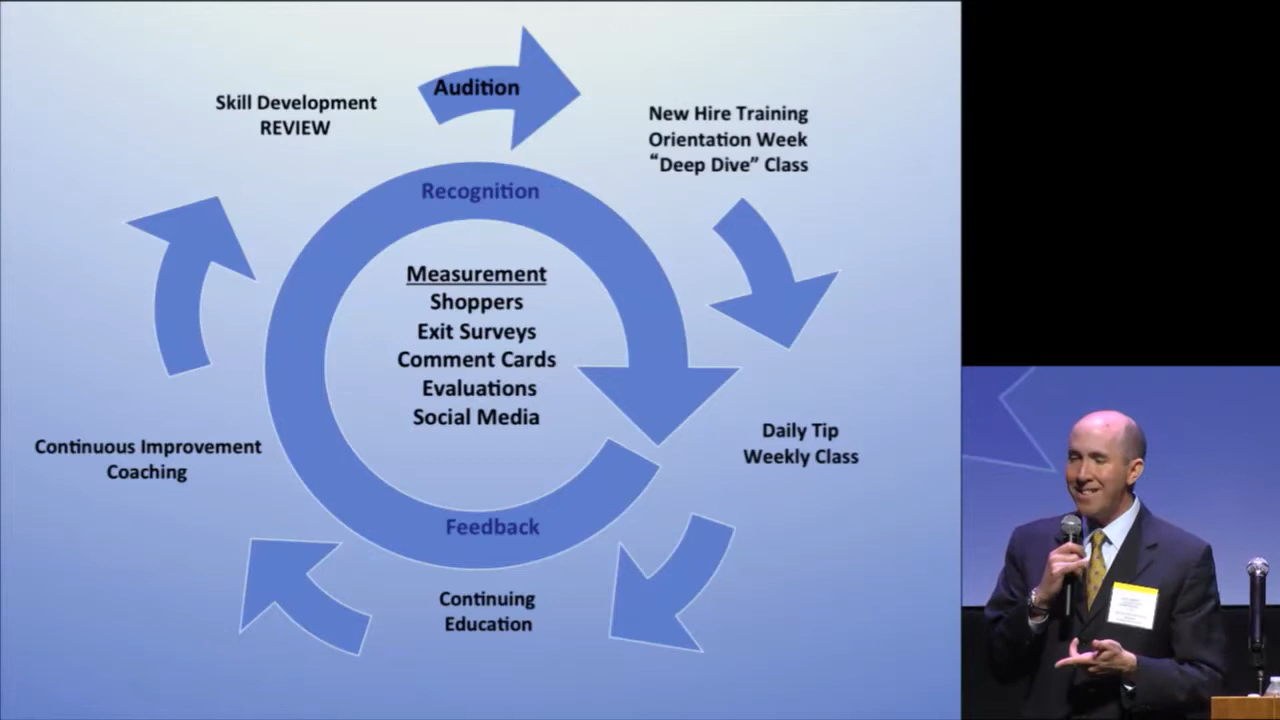 Audition
Skill Development
REVIEW
New Hire Training
Orientation Week
“Deep Dive” Class
Recognition
Measurement
Shoppers
Exit Surveys
Comment Cards
Evaluations
Social Media
Daily Tip
Weekly Class
Continuous Improvement
Coaching
Feedback
Continuing
Education